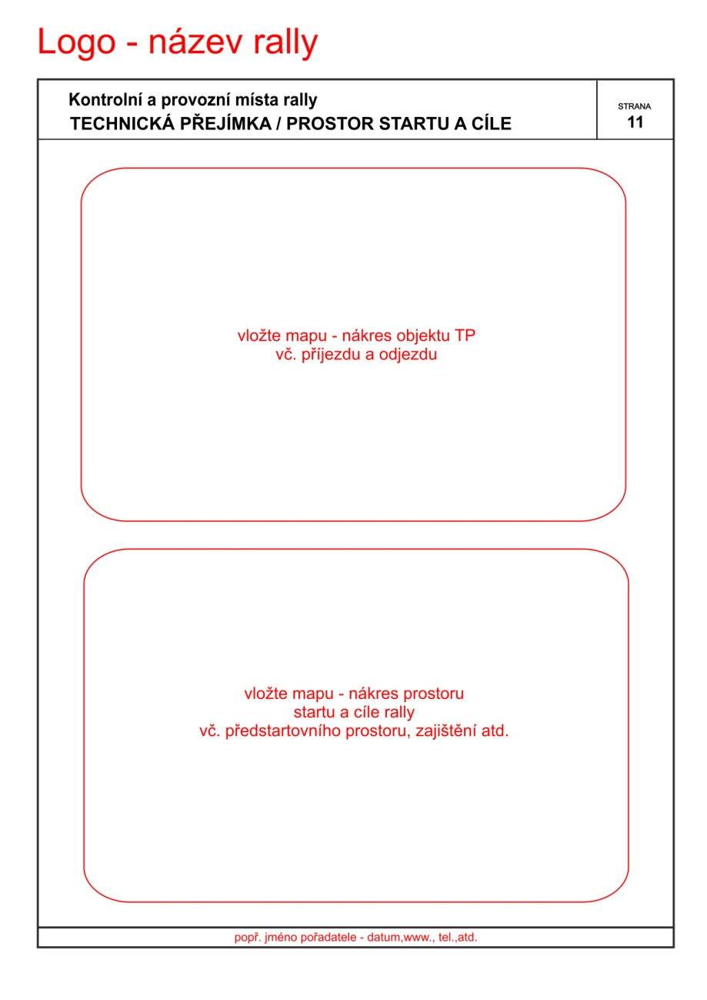 Logo - název rally
Kontrolní a provozní místa rally
TECHNICKÁ PŘEJÍMKA / PROSTOR STARTU A CÍLE
STRANA
11
vložte mapu - nákres objektu TP
vč. příjezdu a odjezdu
vložte mapu - nákres prostoru
startu a cíle rally
vč. předstartovního prostoru, zajištění atd.
popř. jméno pořadatele - datum,www., tel.,atd.